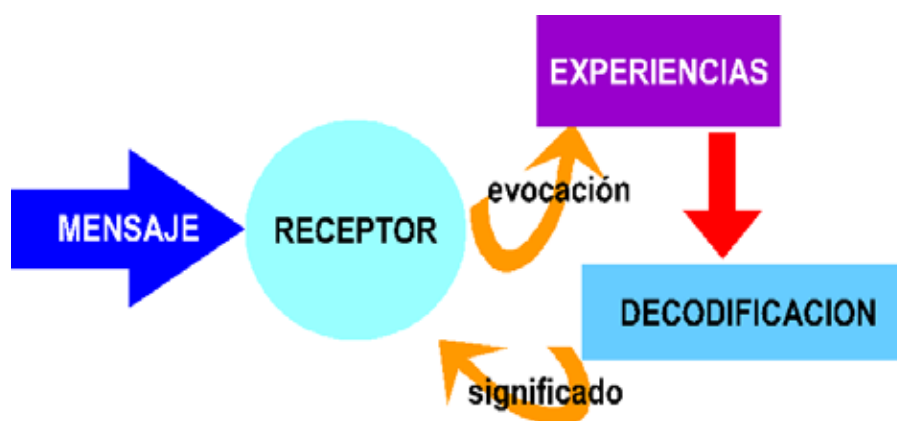 EXPERIENCIAS
evocación
MENSAJE
RECEPTOR
DECODIFICACION
significado